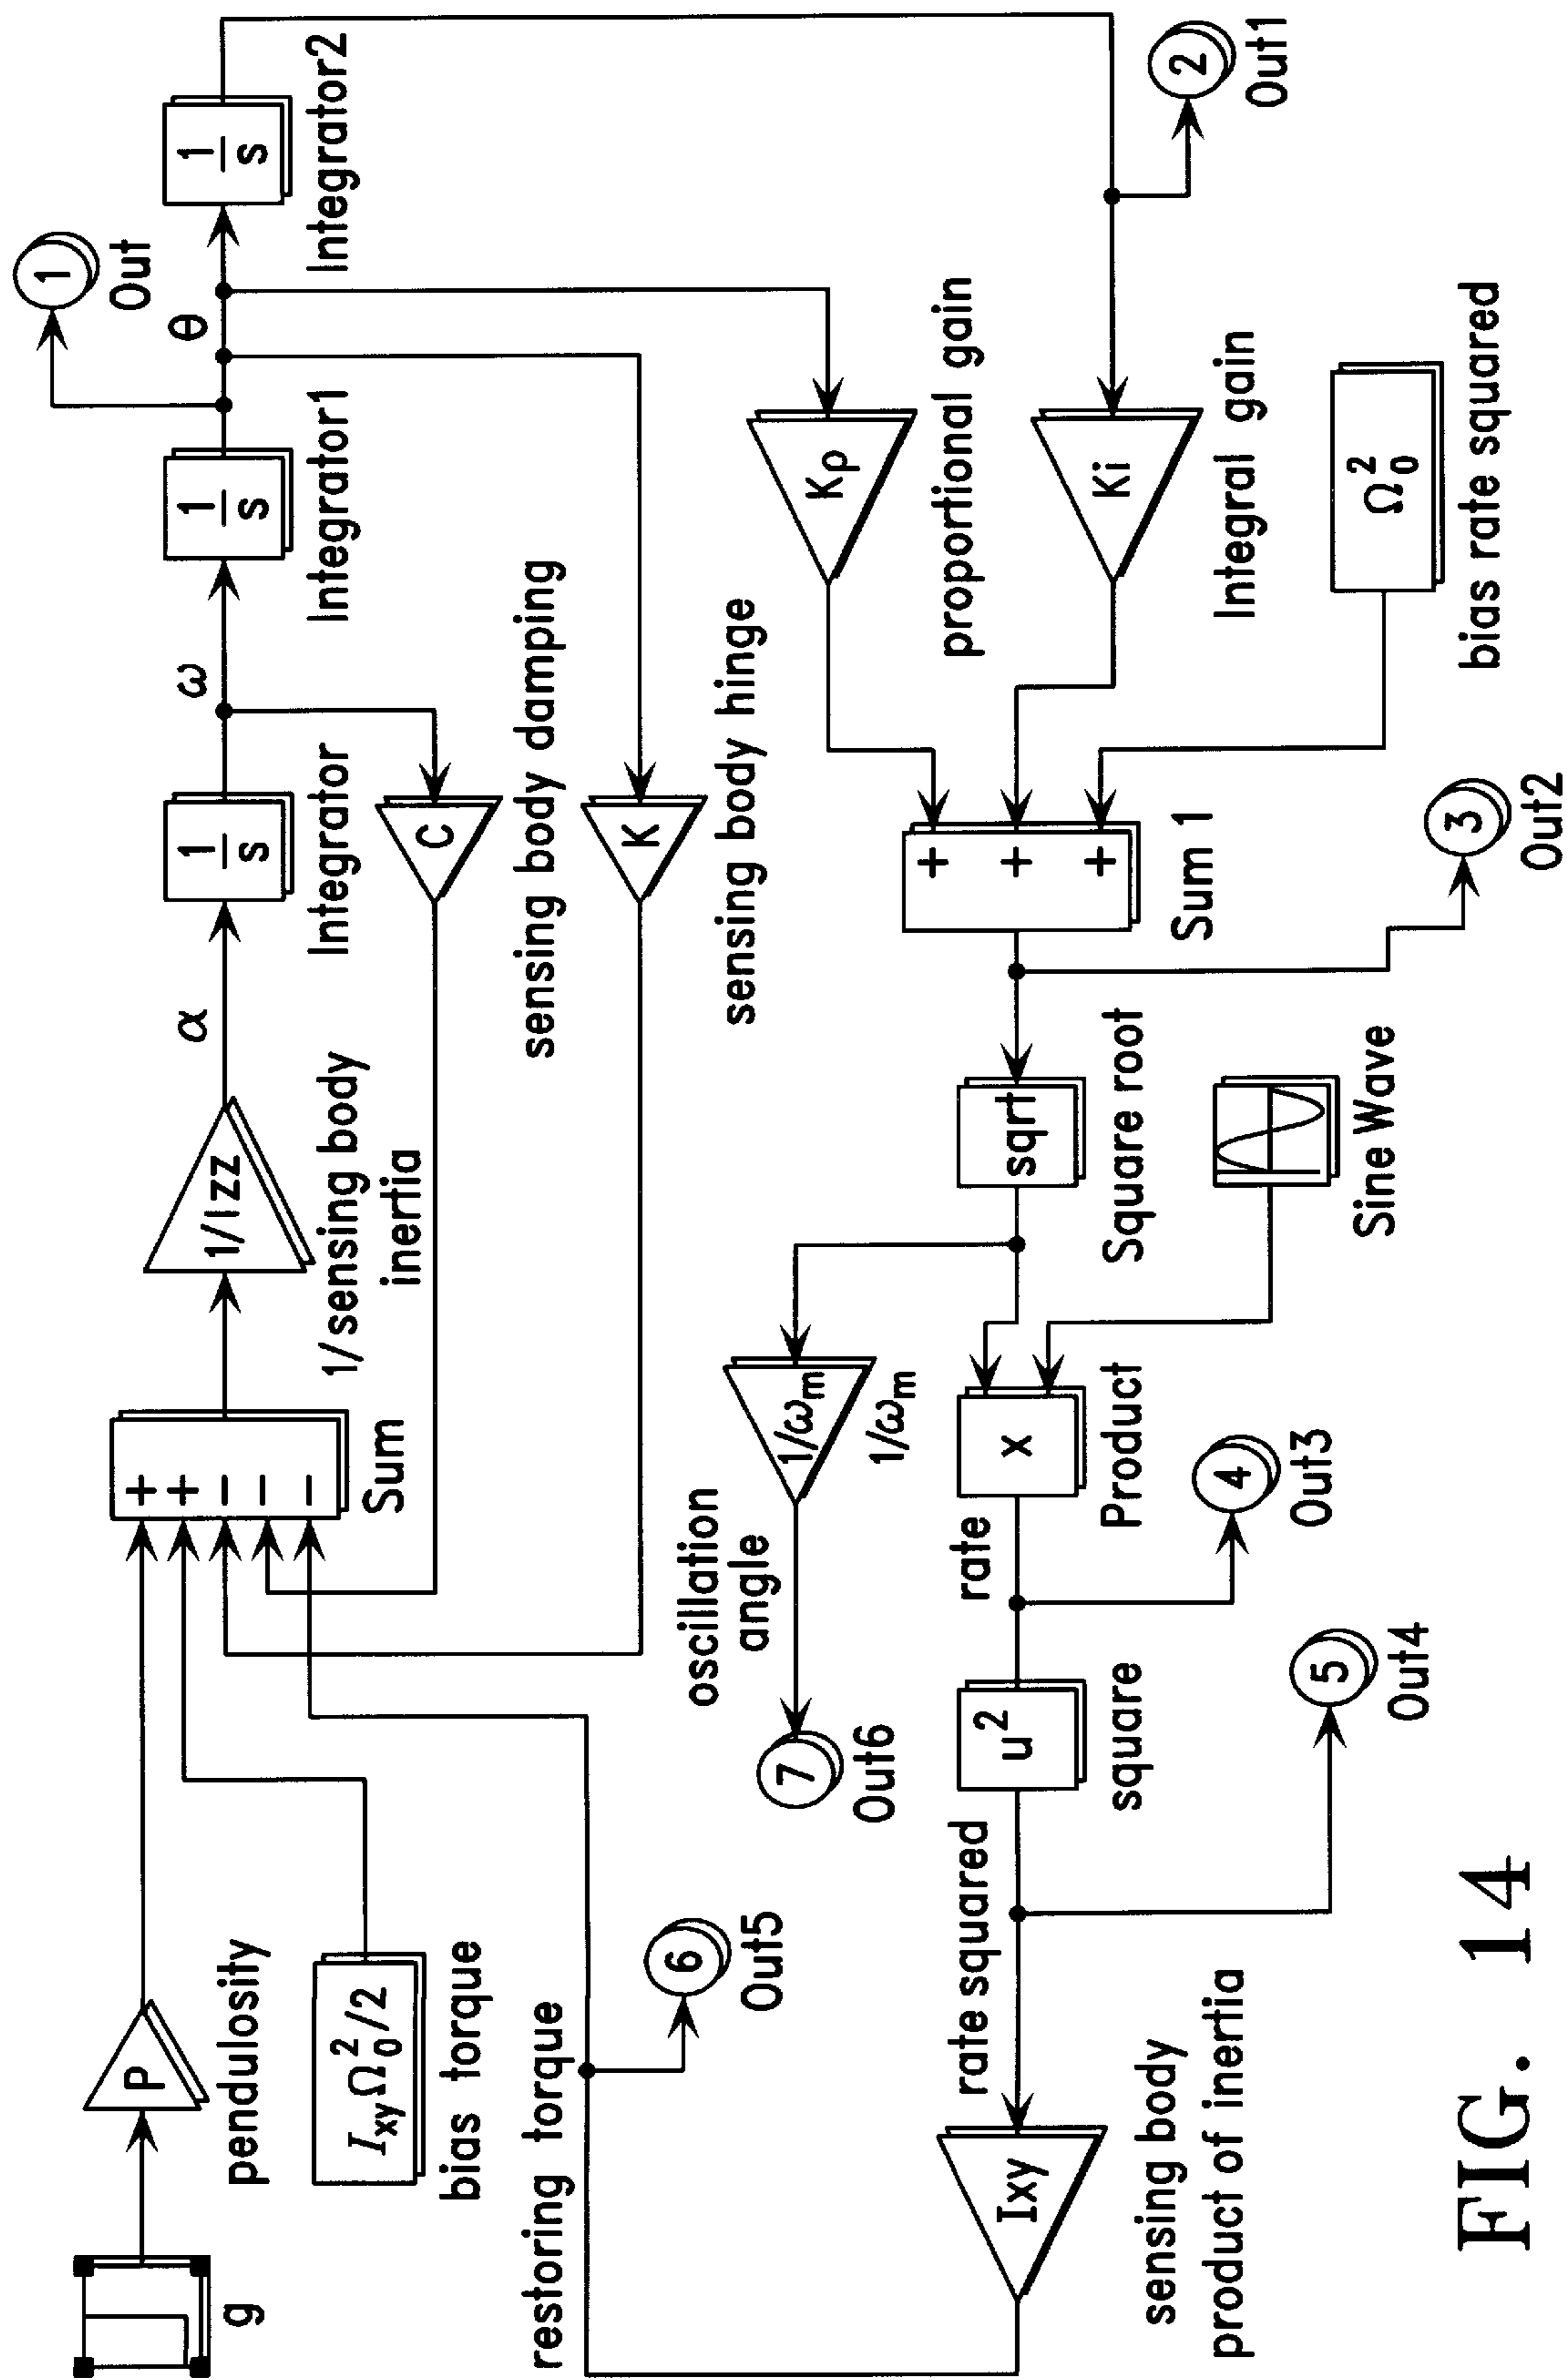 g
P
pendulosity
I_xy Ω_0^2/2
bias torque
+
+
−
−
−
Sum
1/Izz
1/sensing body
inertia
α
1
s
Integrator
ω
1
s
Integrator1
θ
1
Out
1
s
Integrator2
C
sensing body damping
K
sensing body hinge
Kρ
proportional gain
Ki
Integral gain
Ω_0^2
bias rate squared
2
Out1
+
+
+
Sum 1
3
Out2
sqrt
Square root
Sine Wave
1/ω_m
1/ω_m
oscillation
angle
7
Out6
x
Product
rate
4
Out3
u^2
square
rate squared
5
Out4
Ixy
sensing body
product of inertia
restoring torque
6
Out5
FIG. 14